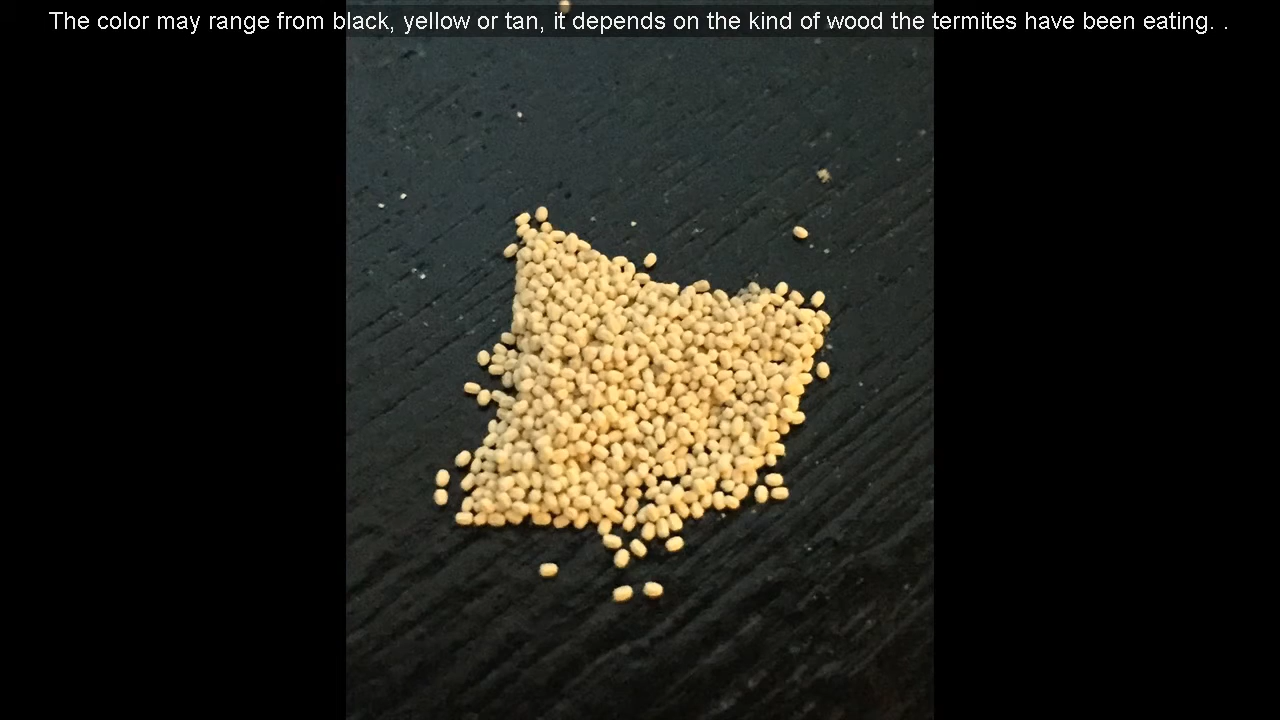 The color may range from black, yellow or tan, it depends on the kind of wood the termites have been eating. .